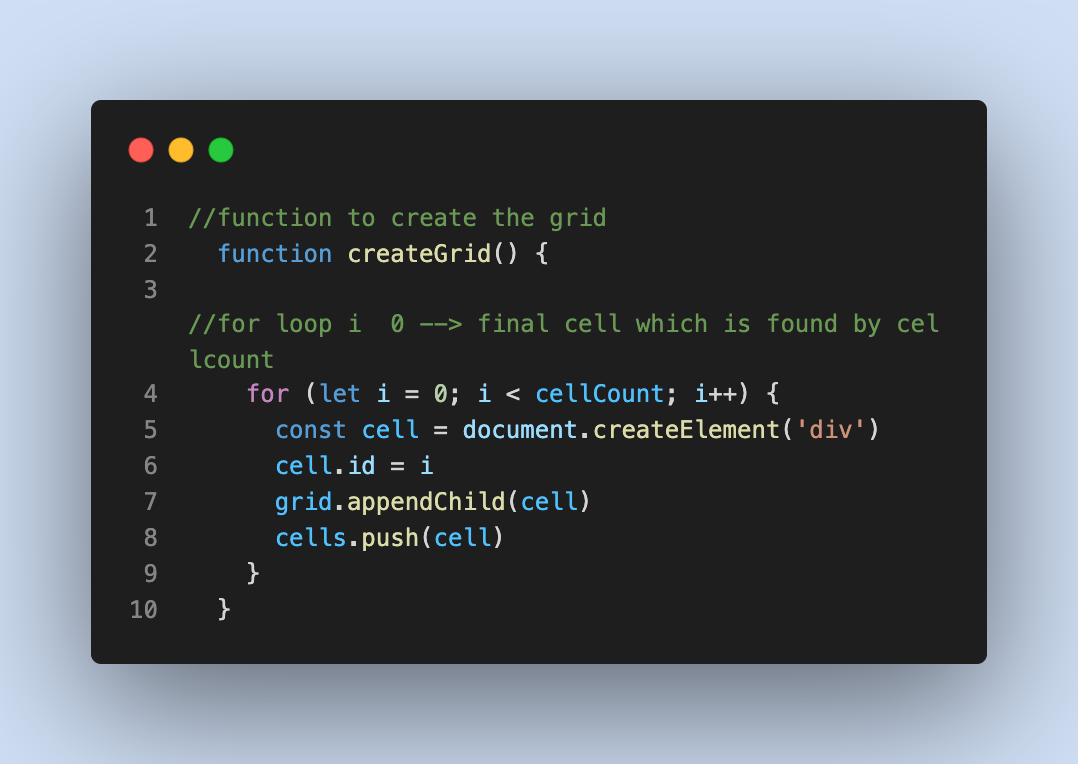 1 //function to create the grid
2   function createGrid() {
3
//for loop i  0 --> final cell which is found by cel
lcount
4     for (let i = 0; i < cellCount; i++) {
5       const cell = document.createElement('div')
6       cell.id = i
7       grid.appendChild(cell)
8       cells.push(cell)
9     }
10   }